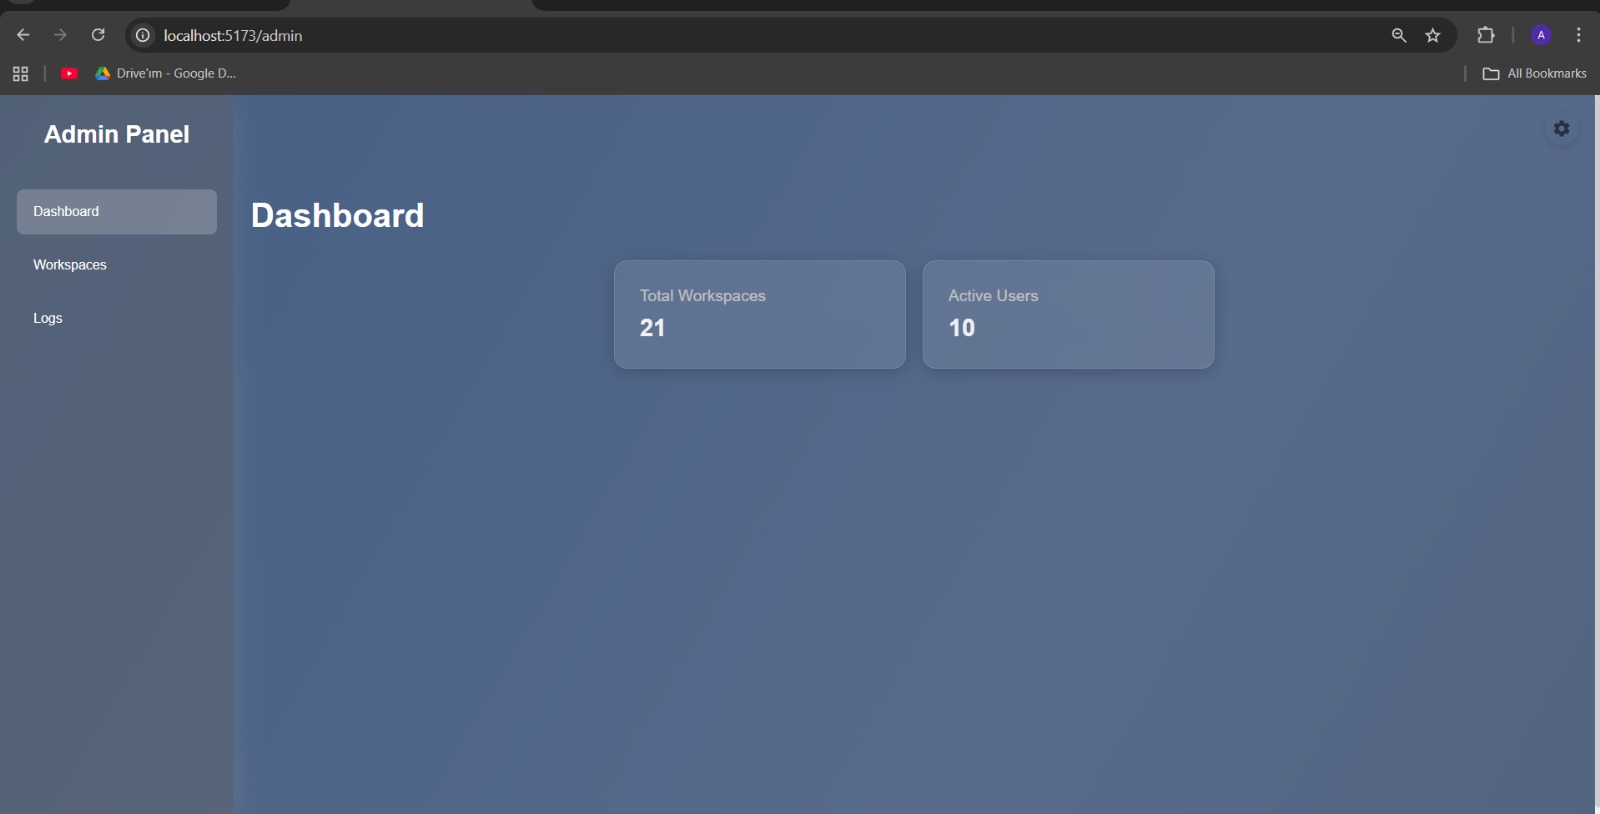 localhost:5173/admin
A
Drive'ım - Google D...
All Bookmarks
Admin Panel
Dashboard
Workspaces
Logs
Dashboard
Total Workspaces
21
Active Users
10